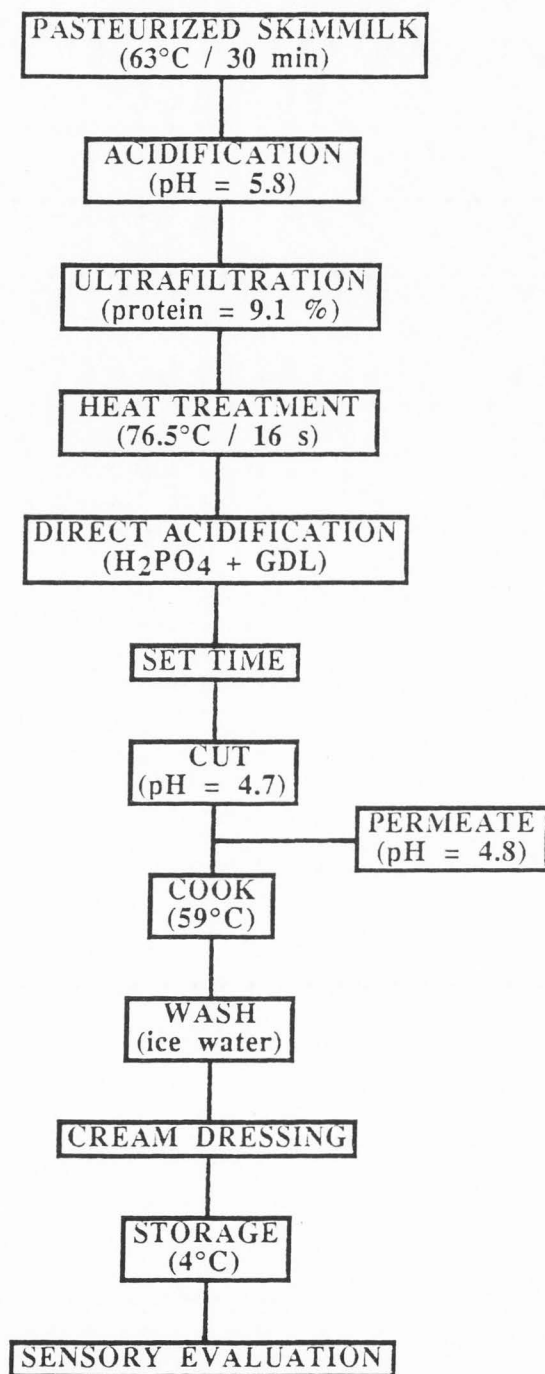 PASTEURIZED SKIMMILK
(63°C / 30 min)
ACIDIFICATION
(pH = 5.8)
ULTRAFILTRATION
(protein = 9.1 %)
HEAT TREATMENT
(76.5°C / 16 s)
DIRECT ACIDIFICATION
(H2PO4 + GDL)
SET TIME
CUT
(pH = 4.7)
PERMEATE
(pH = 4.8)
COOK
(59°C)
WASH
(ice water)
CREAM DRESSING
STORAGE
(4°C)
SENSORY EVALUATION